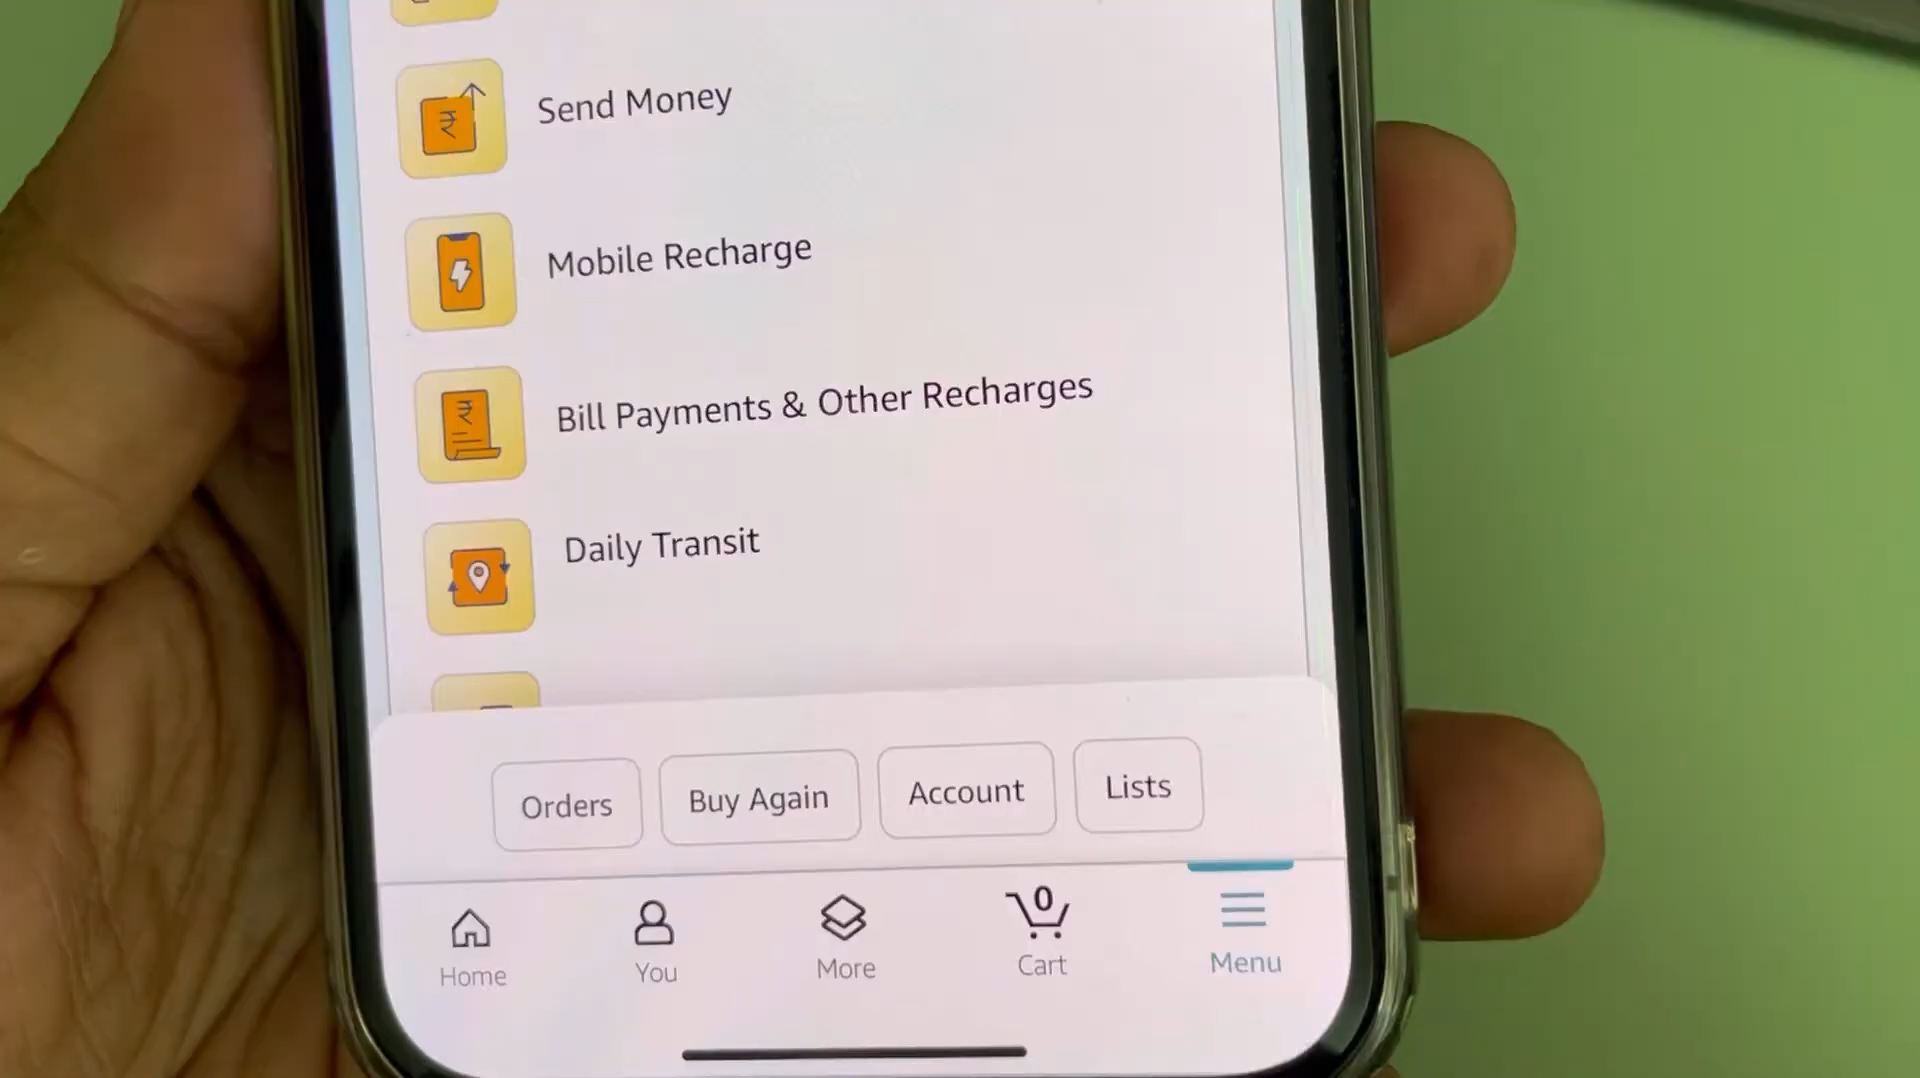 Send Money
Mobile Recharge
Bill Payments & Other Recharges
Daily Transit
Orders
Buy Again
Account
Lists
0
Home
You
More
Cart
Menu